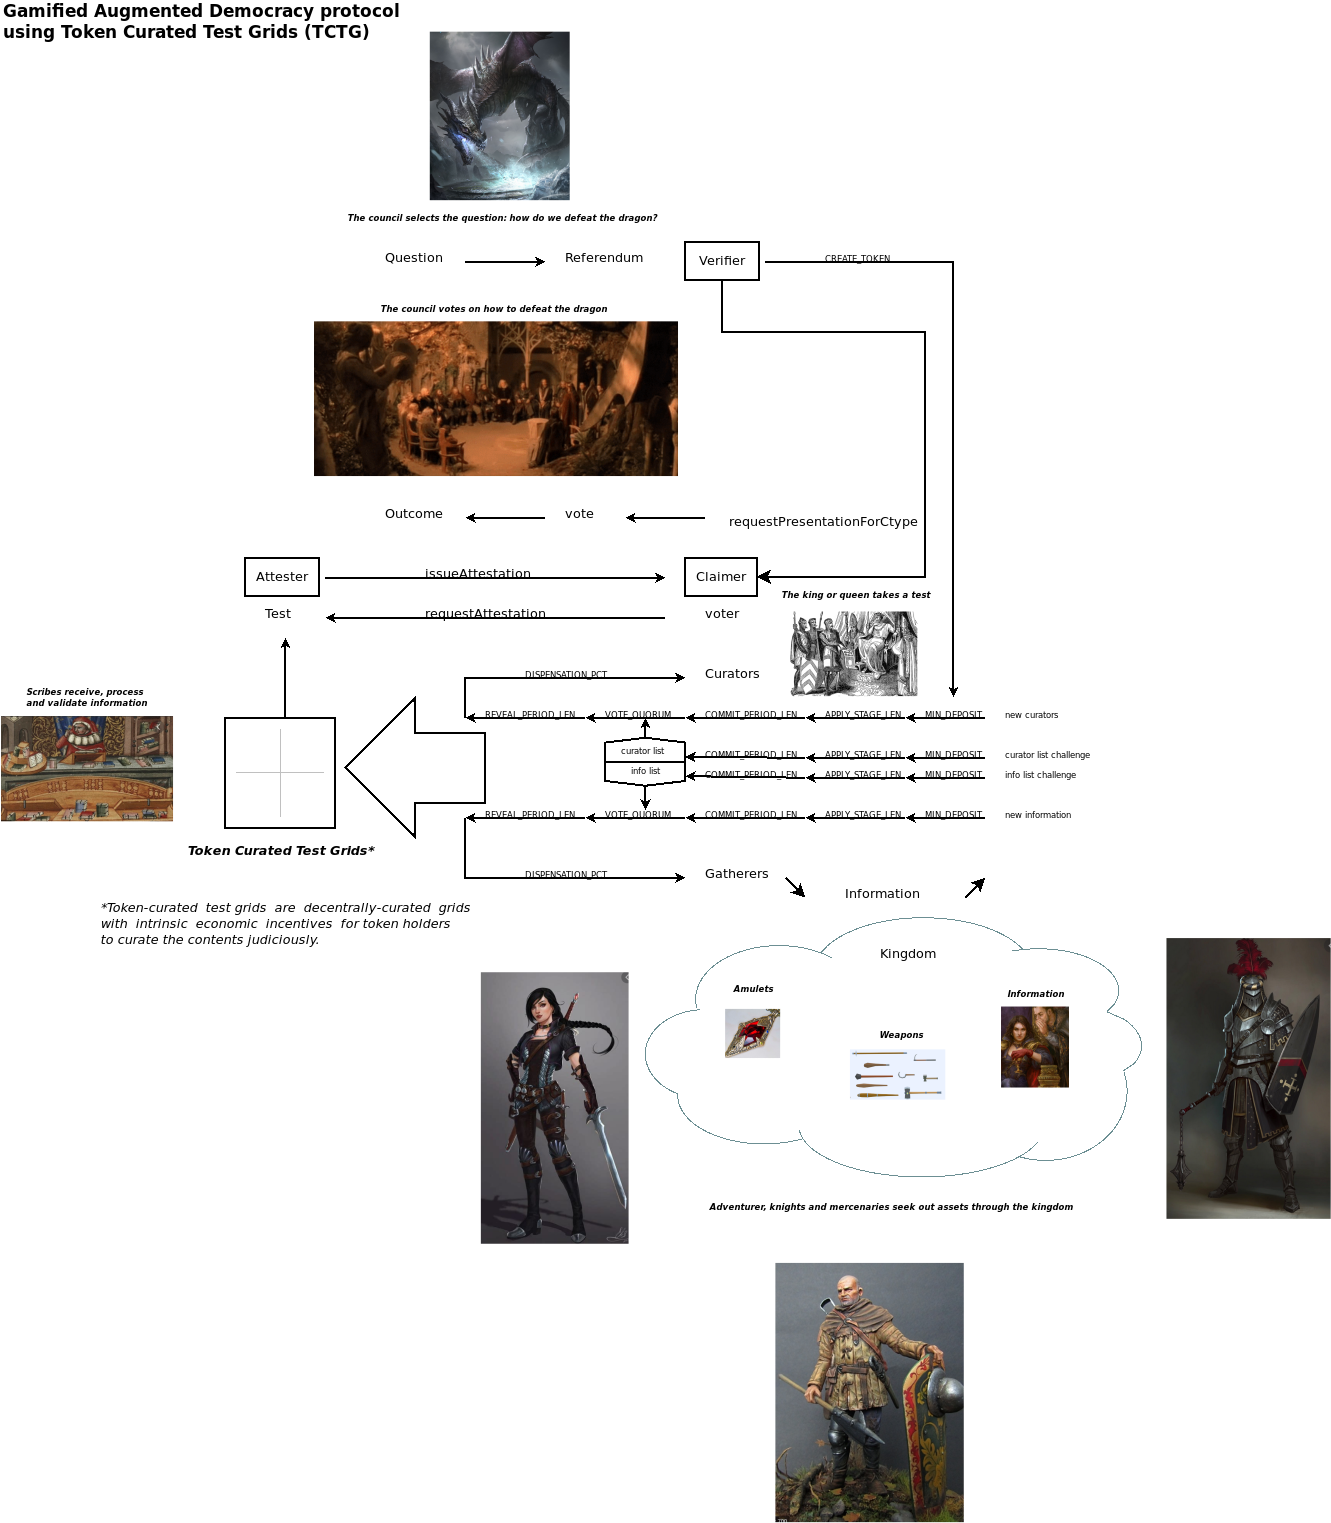 Gamified Augmented Democracy protocol
using Token Curated Test Grids (TCTG)
The council selects the question: how do we defeat the dragon?
Question
Referendum
Verifier
CREATE_TOKEN
The council votes on how to defeat the dragon
Outcome
vote
requestPresentationForCtype
Attester
issueAttestation
Claimer
The king or queen takes a test
Test
requestAttestation
voter
DISPENSATION_PCT
Curators
Scribes receive, process
and validate information
REVEAL_PERIOD_LEN
VOTE_QUORUM
COMMIT_PERIOD_LEN
APPLY_STAGE_LEN
MIN_DEPOSIT
new curators
curator list
COMMIT_PERIOD_LEN
APPLY_STAGE_LEN
MIN_DEPOSIT
curator list challenge
info list
COMMIT_PERIOD_LEN
APPLY_STAGE_LEN
MIN_DEPOSIT
info list challenge
REVEAL_PERIOD_LEN
VOTE_QUORUM
COMMIT_PERIOD_LEN
APPLY_STAGE_LEN
MIN_DEPOSIT
new information
Token Curated Test Grids*
DISPENSATION_PCT
Gatherers
Information
*Token-curated test grids are decentrally-curated grids
with intrinsic economic incentives for token holders
to curate the contents judiciously.
Kingdom
Amulets
Information
Weapons
Adventurer, knights and mercenaries seek out assets through the kingdom